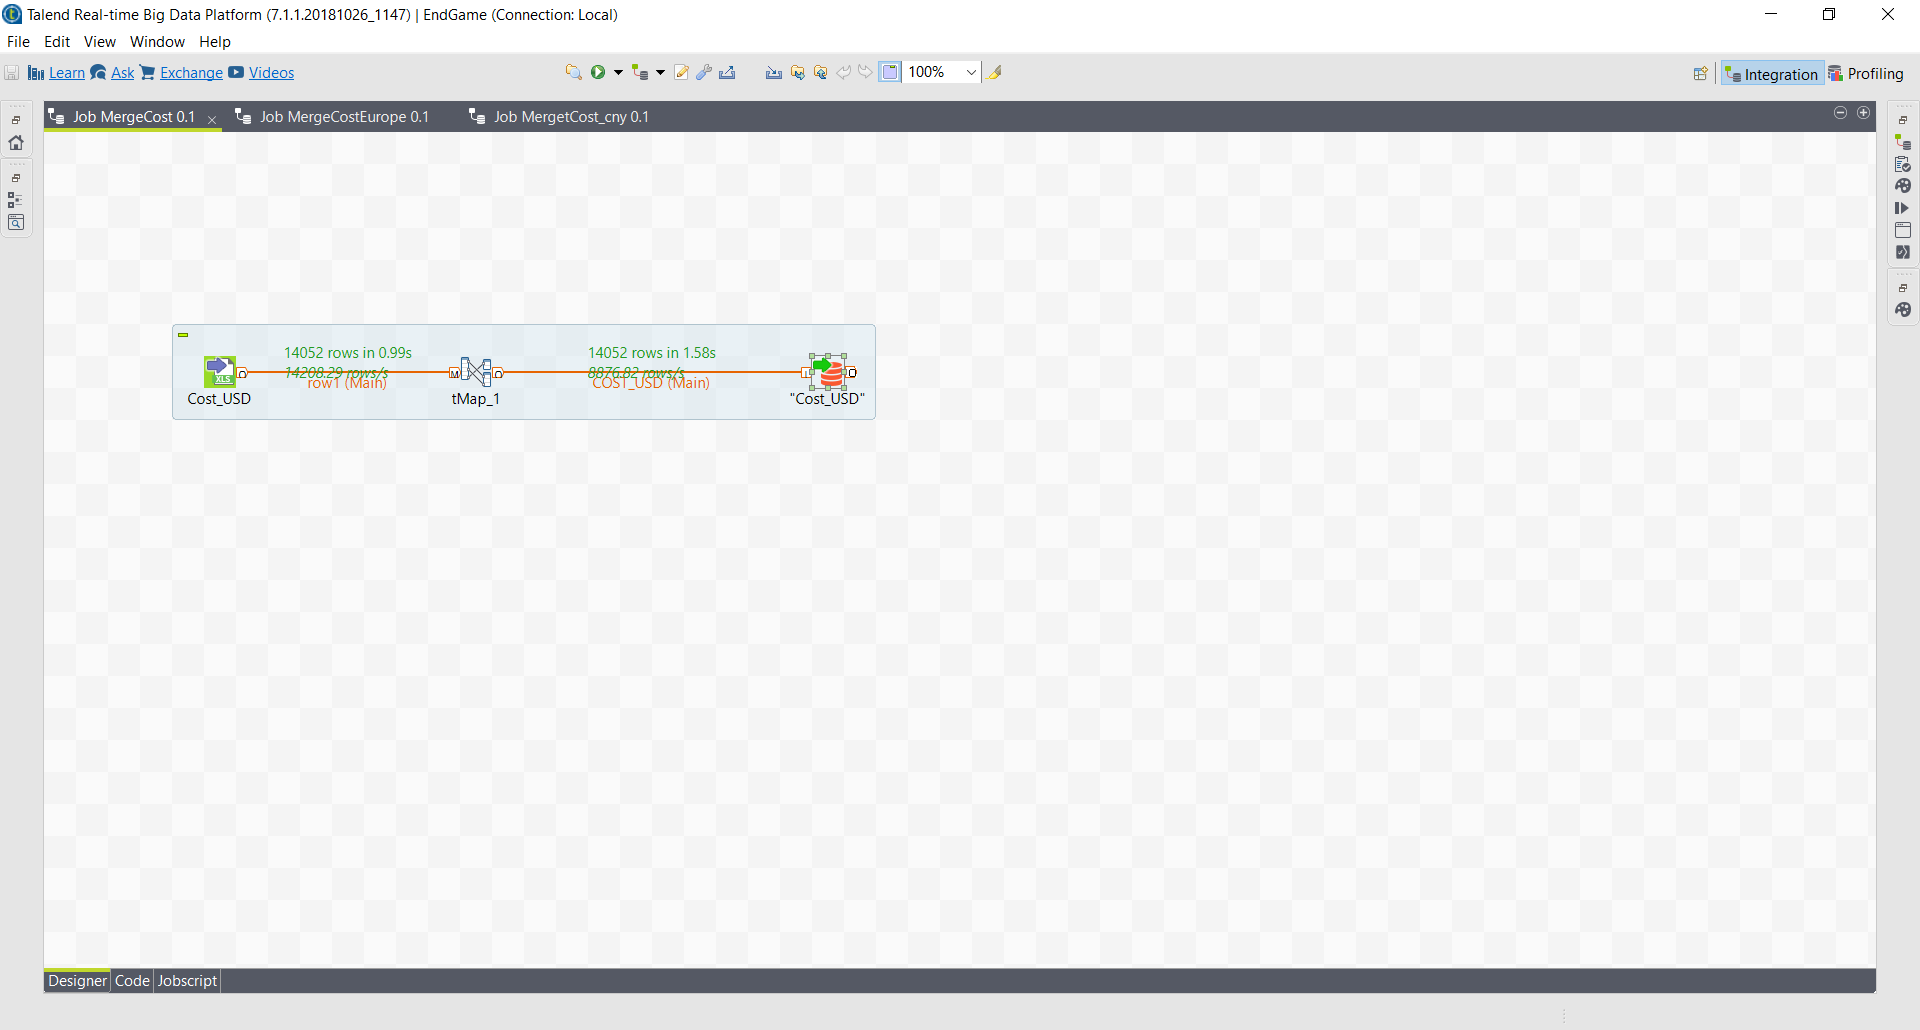 Talend Real-time Big Data Platform (7.1.1.20181026_1147) | EndGame (Connection: Local)
File Edit View Window Help
Learn Ask Exchange Videos 100% Integration Profiling
Job MergeCost 0.1 Job MergeCostEurope 0.1 Job MergetCost_cny 0.1
14052 rows in 0.99s 14052 rows in 1.58s
14208.29 rows/s 8876.82 rows/s
row1 (Main) COST_USD (Main)
XLS
Cost_USD tMap_1 "Cost_USD"
Designer Code Jobscript